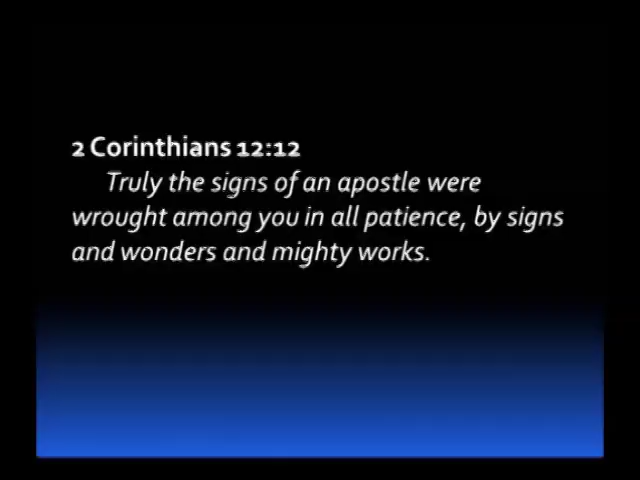 2 Corinthians 12:12
Truly the signs of an apostle were
wrought among you in all patience, by signs
and wonders and mighty works.